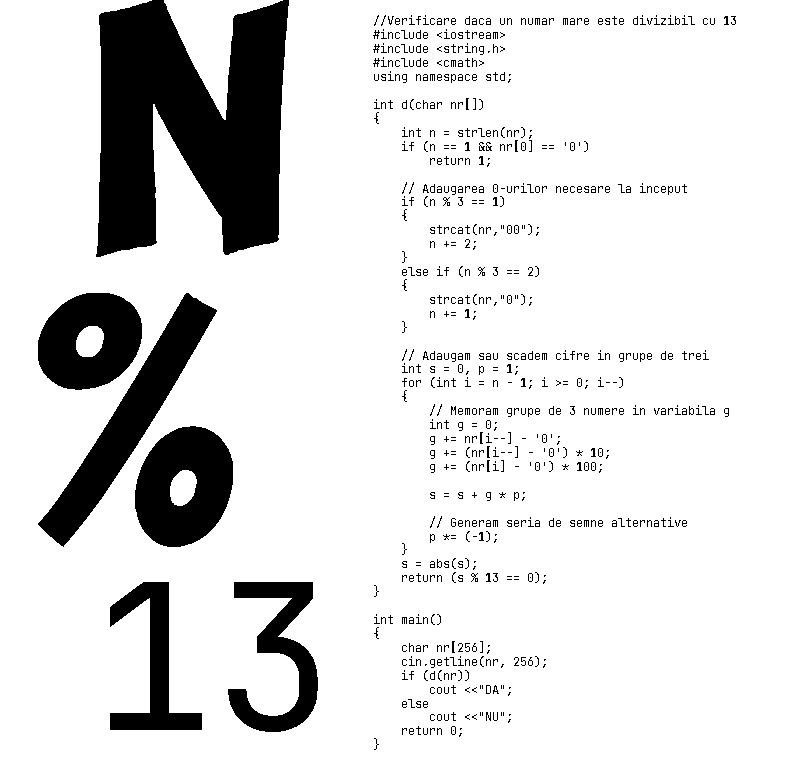 N
%
13
//Verificare daca un numar mare este divizibil cu 13
#include <iostream>
#include <string.h>
#include <cmath>
using namespace std;

int d(char nr[])
{
    int n = strlen(nr);
    if (n == 1 && nr[0] == '0')
        return 1;

    // Adaugarea 0-urilor necesare la inceput
    if (n % 3 == 1)
    {
        strcat(nr,"00");
        n += 2;
    }
    else if (n % 3 == 2)
    {
        strcat(nr,"0");
        n += 1;
    }

    // Adaugam sau scadem cifre in grupe de trei
    int s = 0, p = 1;
    for (int i = n - 1; i >= 0; i--)
    {
        // Memoram grupe de 3 numere in variabila g
        int g = 0;
        g += nr[i--] - '0';
        g += (nr[i--] - '0') * 10;
        g += (nr[i] - '0') * 100;

        s = s + g * p;

        // Generam seria de semne alternative
        p *= (-1);
    }
    s = abs(s);
    return (s % 13 == 0);
}

int main()
{
    char nr[256];
    cin.getline(nr, 256);
    if (d(nr))
        cout <<"DA";
    else
        cout <<"NU";
    return 0;
}